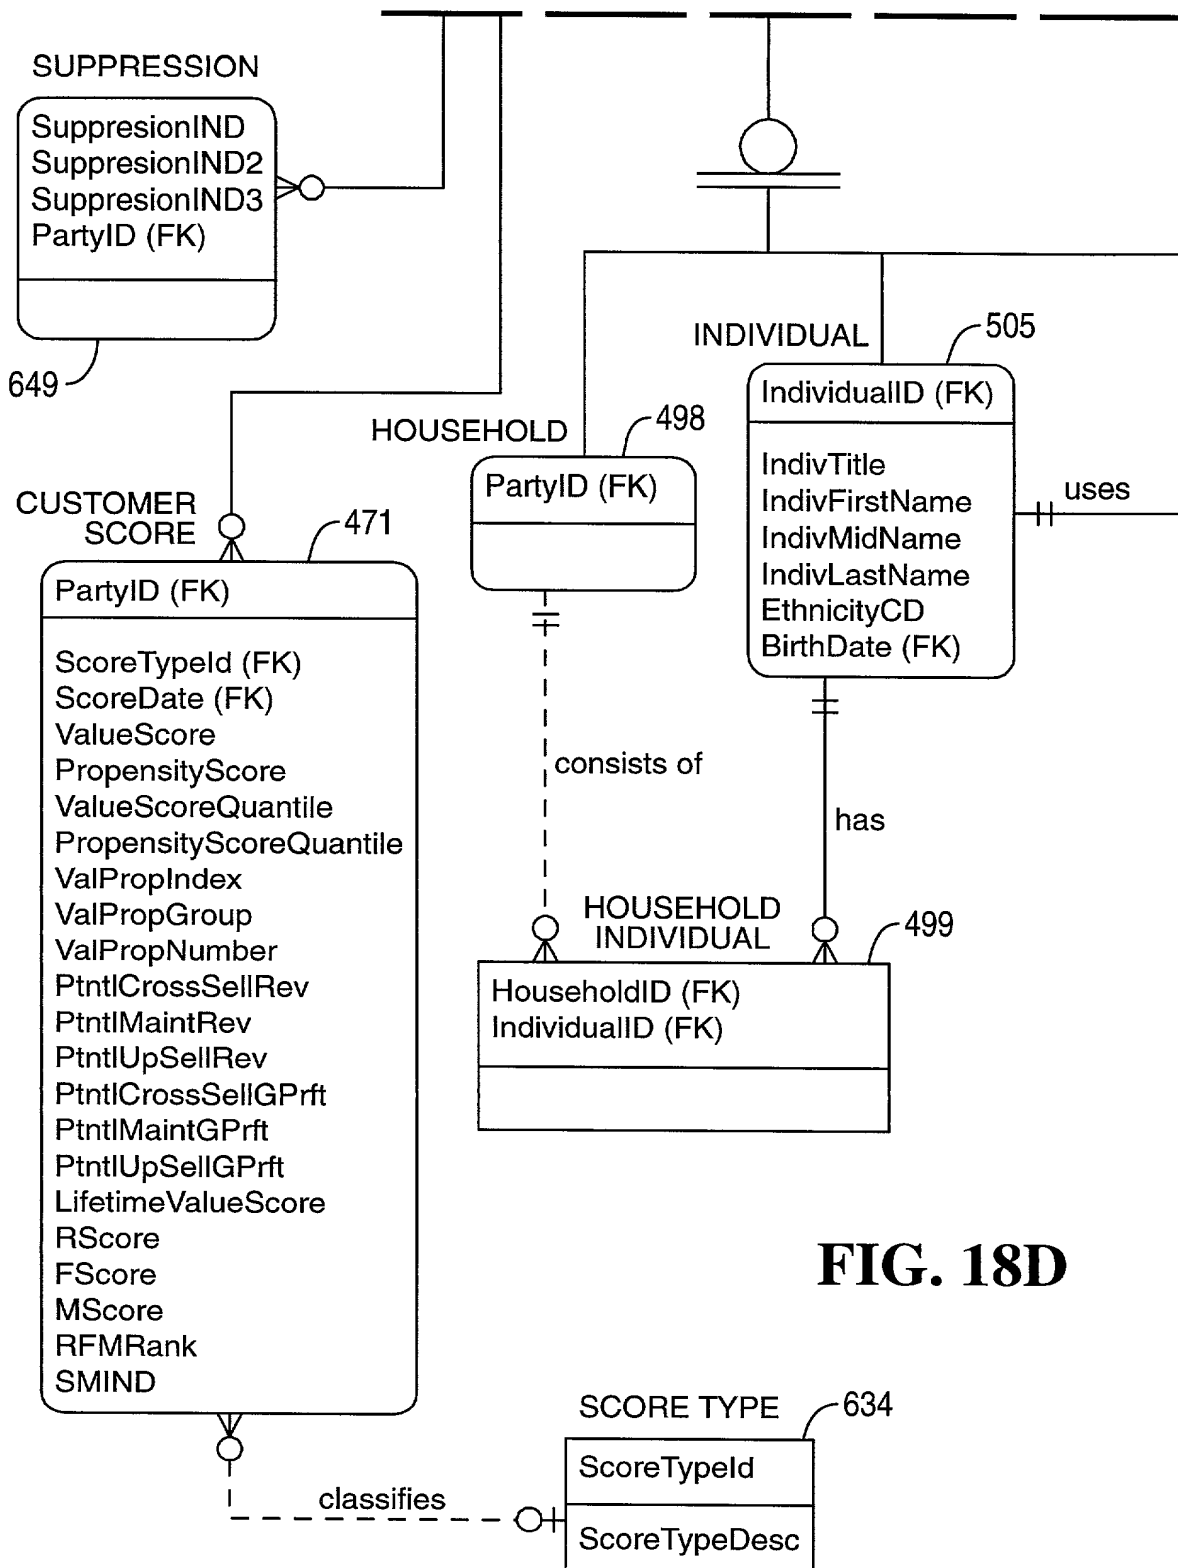 SUPPRESSION
SuppresionIND
SuppresionIND2
SuppresionIND3
PartyID (FK)
649
INDIVIDUAL
505
IndividualID (FK)
IndivTitle
IndivFirstName
IndivMidName
IndivLastName
EthnicityCD
BirthDate (FK)
uses
HOUSEHOLD
498
PartyID (FK)
CUSTOMER
SCORE
471
PartyID (FK)
ScoreTypeId (FK)
ScoreDate (FK)
ValueScore
PropensityScore
ValueScoreQuantile
PropensityScoreQuantile
ValPropIndex
ValPropGroup
ValPropNumber
PtntlCrossSellRev
PtntlMaintRev
PtntlUpSellRev
PtntlCrossSellGPrft
PtntlMaintGPrft
PtntlUpSellGPrft
LifetimeValueScore
RScore
FScore
MScore
RFMRank
SMIND
consists of
has
HOUSEHOLD
INDIVIDUAL
499
HouseholdID (FK)
IndividualID (FK)
FIG. 18D
SCORE TYPE
634
ScoreTypeId
ScoreTypeDesc
classifies